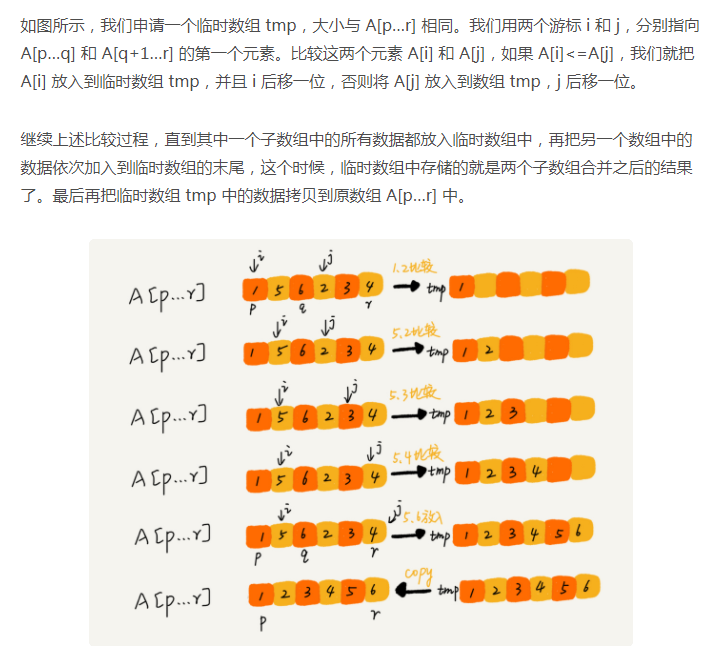 如图所示，我们申请一个临时数组 tmp，大小与 A[p…r] 相同。我们用两个游标 i 和 j，分别指向
A[p…q] 和 A[q+1…r] 的第一个元素。比较这两个元素 A[i] 和 A[j]，如果 A[i]<=A[j]，我们就把
A[i] 放入到临时数组 tmp，并且 i 后移一位，否则将 A[j] 放入到数组 tmp，j 后移一位。
继续上述比较过程，直到其中一个子数组中的所有数据都放入临时数组中，再把另一个数组中的
数据依次加入到临时数组的末尾，这个时候，临时数组中存储的就是两个子数组合并之后的结果
了。最后再把临时数组 tmp 中的数据拷贝到原数组 A[p…r] 中。
i j
A[p…r] 1 5 6 2 3 4 1.2比较 tmp 1
p q r
i j
A[p…r] 1 5 6 2 3 4 5.2比较 tmp 1 2
i j
A[p…r] 1 5 6 2 3 4 5.3比较 tmp 1 2 3
i j
A[p…r] 1 5 6 2 3 4 5.4比较 tmp 1 2 3 4
i j
A[p…r] 1 5 6 2 3 4 5.6放入 tmp 1 2 3 4 5 6
p q r
A[p…r] 1 2 3 4 5 6 copy tmp 1 2 3 4 5 6
p r